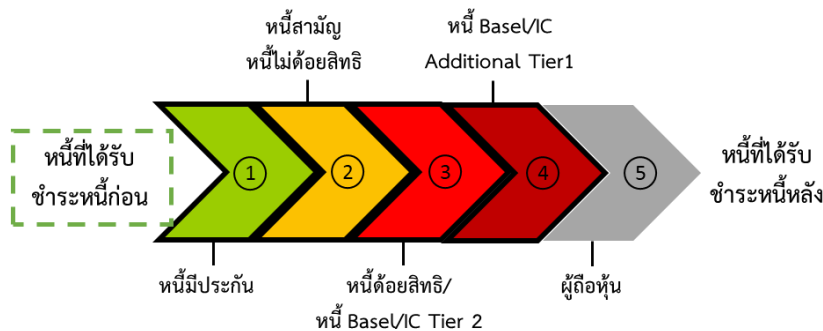 หนี้สามัญ
หนี้ไม่ด้อยสิทธิ
หนี้ Basel/IC
Additional Tier1
หนี้ที่ได้รับ
ชำระหนี้ก่อน
1
2
3
4
5
หนี้ที่ได้รับ
ชำระหนี้หลัง
หนี้มีประกัน
หนี้ด้อยสิทธิ/
หนี้ Basel/IC Tier 2
ผู้ถือหุ้น